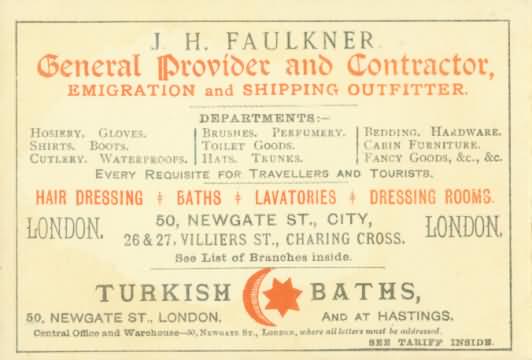 J. H. FAULKNER
General Provider and Contractor,
EMIGRATION and SHIPPING OUTFITTER.
DEPARTMENTS:—
HOSIERY. GLOVES. BRUSHES. PERFUMERY. BEDDING. HARDWARE.
SHIRTS. BOOTS. TOILET GOODS. CABIN FURNITURE.
CUTLERY. WATERPROOFS. HATS. TRUNKS. FANCY GOODS, &c., &c.
EVERY REQUISITE FOR TRAVELLERS AND TOURISTS.
HAIR DRESSING BATHS LAVATORIES DRESSING ROOMS.
LONDON. 50, NEWGATE ST., CITY, LONDON.
26 & 27, VILLIERS ST., CHARING CROSS.
See List of Branches inside.
TURKISH BATHS,
50, NEWGATE ST., LONDON. AND AT HASTINGS.
Central Office and Warehouse—50, NEWGATE ST., LONDON, where all letters must be addressed.
SEE TARIFF INSIDE.